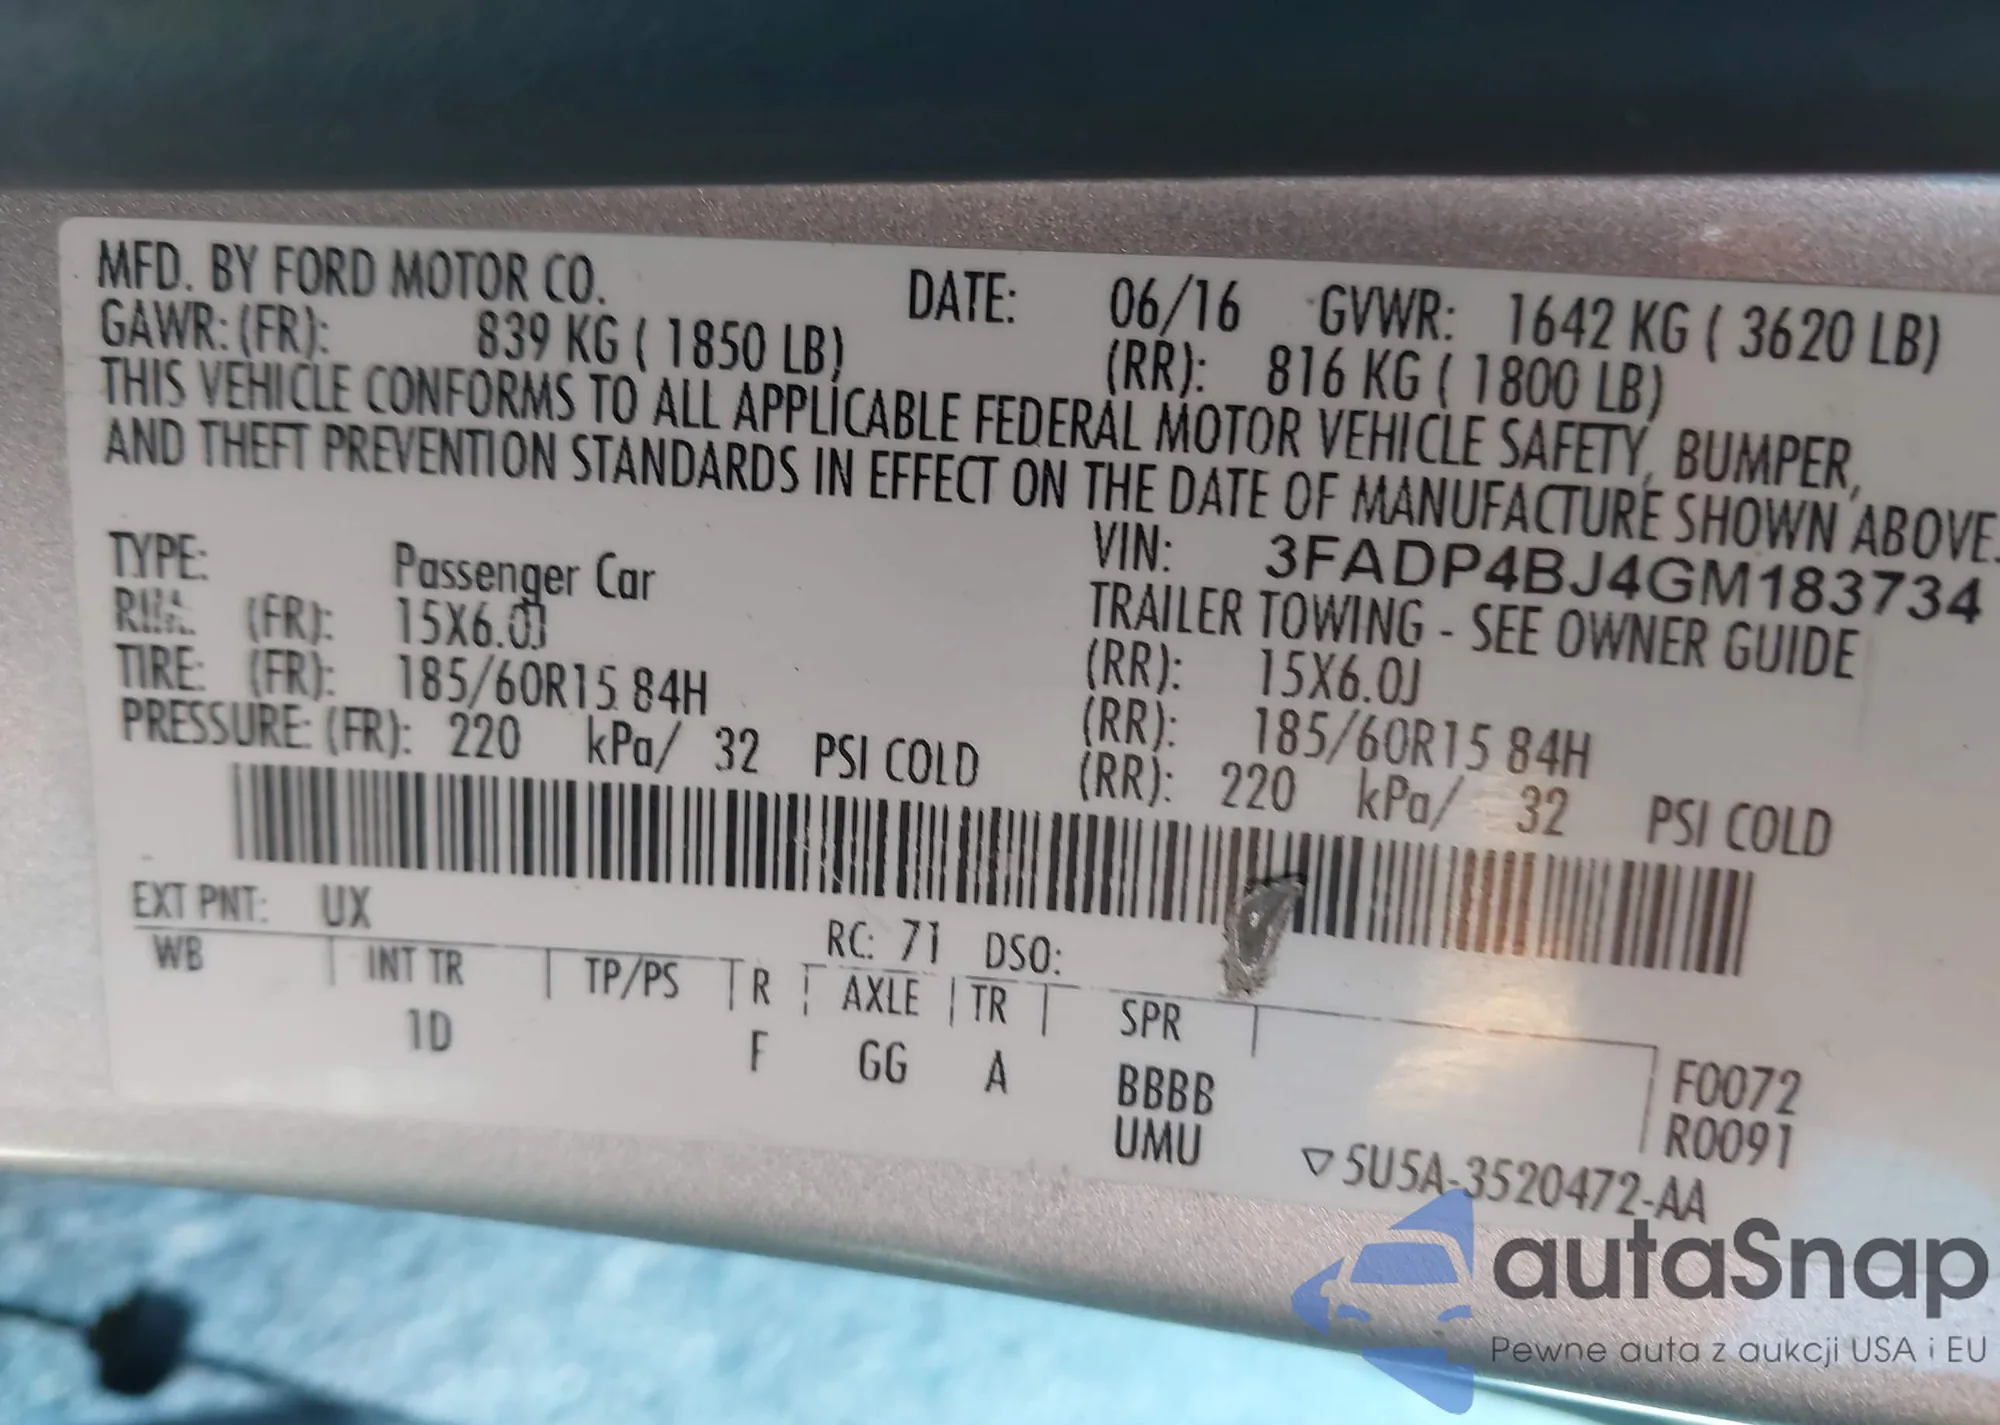 MFD. BY FORD MOTOR CO. DATE: 06/16 GVWR: 1642 KG ( 3620 LB)
GAWR: (FR): 839 KG ( 1850 LB) (RR): 816 KG ( 1800 LB)
THIS VEHICLE CONFORMS TO ALL APPLICABLE FEDERAL MOTOR VEHICLE SAFETY, BUMPER,
AND THEFT PREVENTION STANDARDS IN EFFECT ON THE DATE OF MANUFACTURE SHOWN ABOVE.
VIN: 3FADP4BJ4GM183734
TYPE: Passenger Car TRAILER TOWING - SEE OWNER GUIDE
RIM: (FR): 15X6.0J (RR): 15X6.0J
TIRE: (FR): 185/60R15 84H (RR): 185/60R15 84H
PRESSURE: (FR): 220 kPa/ 32 PSI COLD (RR): 220 kPa/ 32 PSI COLD
EXT PNT: UX RC: 71 DSO:
WB INT TR TP/PS R AXLE TR SPR
1D F GG A BBBB F0072
UMU R0091
▽5U5A-3520472-AA
autaSnap
Pewne auta z aukcji USA i EU